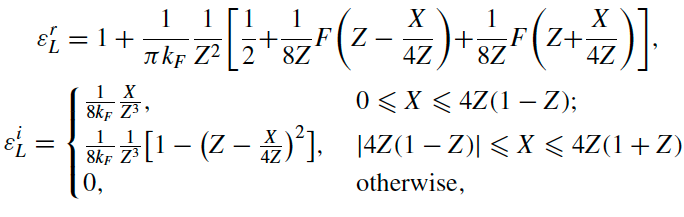 $\varepsilon_L^r = 1 + \frac{1}{\pi k_F} \frac{1}{Z^2} \left[ \frac{1}{2} + \frac{1}{8Z} F\left( Z - \frac{X}{4Z} \right) + \frac{1}{8Z} F\left( Z + \frac{X}{4Z} \right) \right],$
$\varepsilon_L^i = \begin{cases} \frac{1}{8k_F} \frac{X}{Z^3}, & 0 \leqslant X \leqslant 4Z(1 - Z); \\ \frac{1}{8k_F} \frac{1}{Z^3} \left[ 1 - \left( Z - \frac{X}{4Z} \right)^2 \right], & |4Z(1 - Z)| \leqslant X \leqslant 4Z(1 + Z) \\ 0, & \text{otherwise,} \end{cases}$